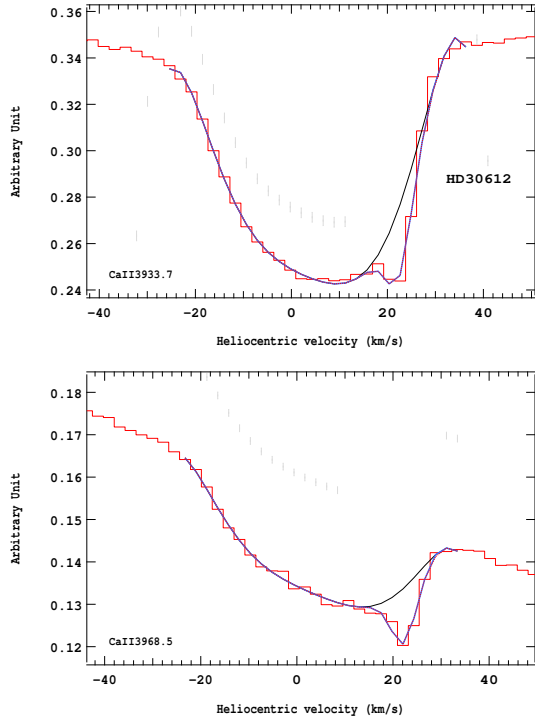 0.36
0.34
0.32
0.30
0.28
0.26
0.24
Arbitrary Unit
HD30612
CaII3933.7
−40 −20 0 20 40
Heliocentric velocity (km/s)
0.18
0.17
0.16
0.15
0.14
0.13
0.12
Arbitrary Unit
CaII3968.5
−40 −20 0 20 40
Heliocentric velocity (km/s)